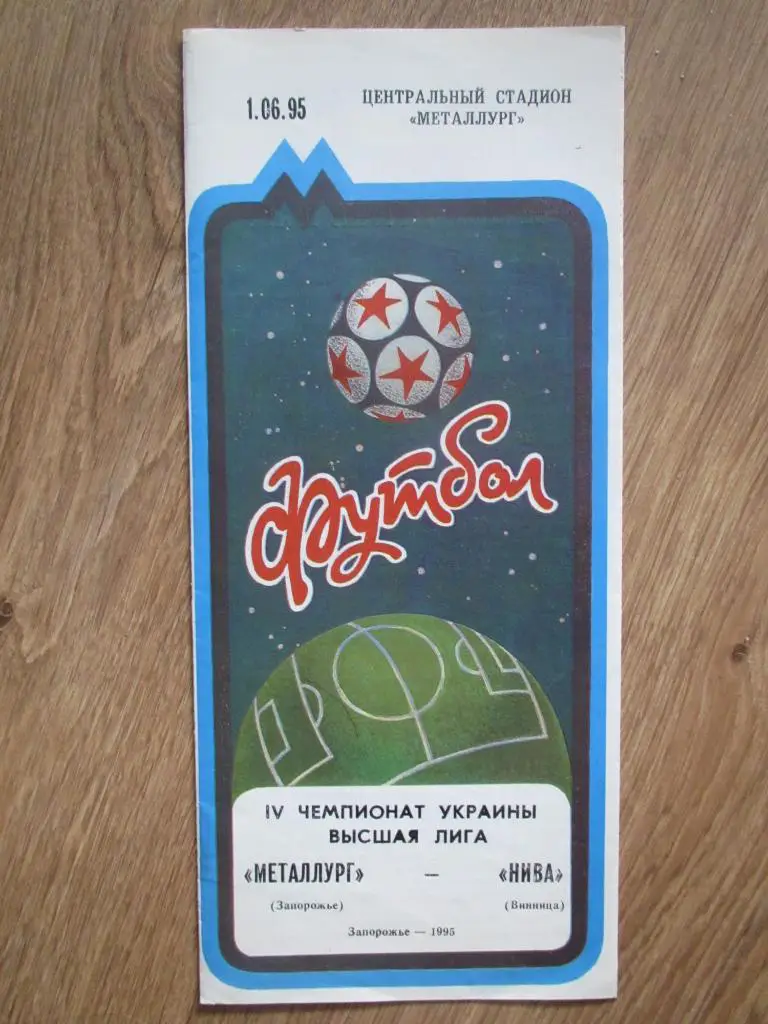 1.06.95
ЦЕНТРАЛЬНЫЙ СТАДИОН
«МЕТАЛЛУРГ»
Футбол
IV ЧЕМПИОНАТ УКРАИНЫ
ВЫСШАЯ ЛИГА
«МЕТАЛЛУРГ» — «НИВА»
(Запорожье) (Винница)
Запорожье — 1995